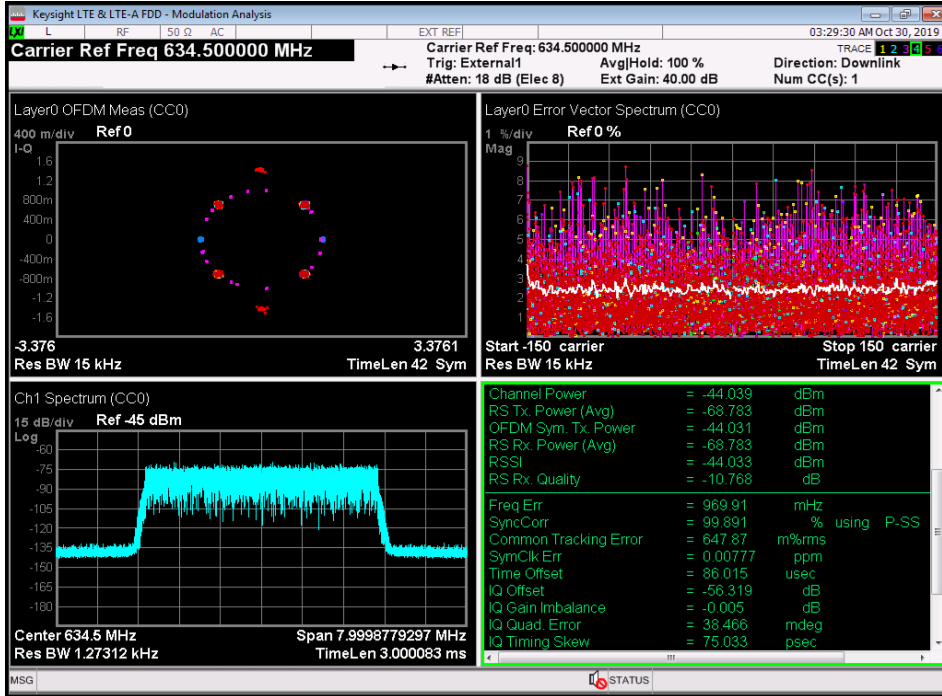 Keysight LTE & LTE-A FDD - Modulation Analysis
LXI L RF 50 Ω AC EXT REF 03:29:30 AM Oct 30, 2019
Carrier Ref Freq 634.500000 MHz
Carrier Ref Freq: 634.500000 MHz
Trig: External1 Avg|Hold: 100 %
#Atten: 18 dB (Elec 8) Ext Gain: 40.00 dB
TRACE 1 2 3 4 5 6
Direction: Downlink
Num CC(s): 1
Layer0 OFDM Meas (CC0)
400 m/div Ref 0
I-Q
1.6
1.2
800m
400m
0
-400m
-800m
-1.2
-1.6
-3.376 3.3761
Res BW 15 kHz TimeLen 42 Sym
Layer0 Error Vector Spectrum (CC0)
1 %/div Ref 0 %
Mag
9
8
7
6
5
4
3
2
1
Start -150 carrier Stop 150 carrier
Res BW 15 kHz TimeLen 42 Sym
Ch1 Spectrum (CC0)
15 dB/div Ref -45 dBm
Log
-60
-75
-90
-105
-120
-135
-150
-165
-180
Center 634.5 MHz Span 7.9998779297 MHz
Res BW 1.27312 kHz TimeLen 3.000083 ms
Channel Power = -44.039 dBm
RS Tx. Power (Avg) = -68.783 dBm
OFDM Sym. Tx. Power = -44.031 dBm
RS Rx. Power (Avg) = -68.783 dBm
RSSI = -44.033 dBm
RS Rx. Quality = -10.768 dB
Freq Err = 969.91 mHz
SyncCorr = 99.891 % using P-SS
Common Tracking Error = 647.87 m%rms
SymClk Err = 0.00777 ppm
Time Offset = 86.015 usec
IQ Offset = -56.319 dB
IQ Gain Imbalance = -0.005 dB
IQ Quad. Error = 38.466 mdeg
IQ Timing Skew = 75.033 psec
MSG STATUS